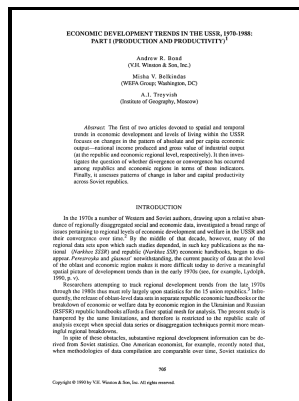 ECONOMIC DEVELOPMENT TRENDS IN THE USSR, 1970-1988:
PART I (PRODUCTION AND PRODUCTIVITY)1
Andrew R. Bond
(V.H. Winston & Son, Inc.)
Misha V. Belkindas
(WEFA Group; Washington, DC)
A.I. Treyvish
(Institute of Geography, Moscow)
Abstract: The first of two articles devoted to spatial and temporal
trends in economic development and levels of living within the USSR
focuses on changes in the pattern of absolute and per capita economic
output—national income produced and gross value of industrial output
(at the republic and economic regional level, respectively). It then inves-
tigates the question of whether divergence or convergence has occurred
among republics and economic regions in terms of these indicators.
Finally, it assesses patterns of change in labor and capital productivity
across Soviet republics.
INTRODUCTION
In the 1970s a number of Western and Soviet authors, drawing upon a relative abun-
dance of regionally disaggregated social and economic data, investigated a broad range of
issues pertaining to regional levels of economic development and welfare in the USSR and
their convergence over time.2 By the middle of that decade, however, many of the
regional data sets upon which such studies depended, in such key publications as the na-
tional (Narkhoz SSSR) and republic (Narkhoz SSR) economic handbooks, began to dis-
appear. Perestroyka and glasnost' notwithstanding, the current paucity of data at the level
of the oblast and economic region makes it more difficult today to derive a meaningful
spatial picture of development trends than in the early 1970s (see, for example, Lydolph,
1990, p. v).
Researchers attempting to track regional development trends from the late 1970s
through the 1980s thus must rely largely upon statistics for the 15 union republics.3 Infre-
quently, the release of oblast-level data sets in separate republic economic handbooks or the
breakdown of economic or welfare data by economic region in the Ukrainian and Russian
(RSFSR) republic handbooks affords a finer spatial mesh for analysis. The present study is
hampered by the same limitations, and therefore is restricted to the republic scale of
analysis except when special data series or disaggregation techniques permit more mean-
ingful regional breakdowns.
In spite of these obstacles, substantive regional development information can be de-
rived from Soviet statistics. One American economist, for example, recently noted that,
when methodologies of data compilation are comparable over time, Soviet statistics do
705
Copyright © 1990 by V.H. Winston & Son, Inc. All rights reserved.